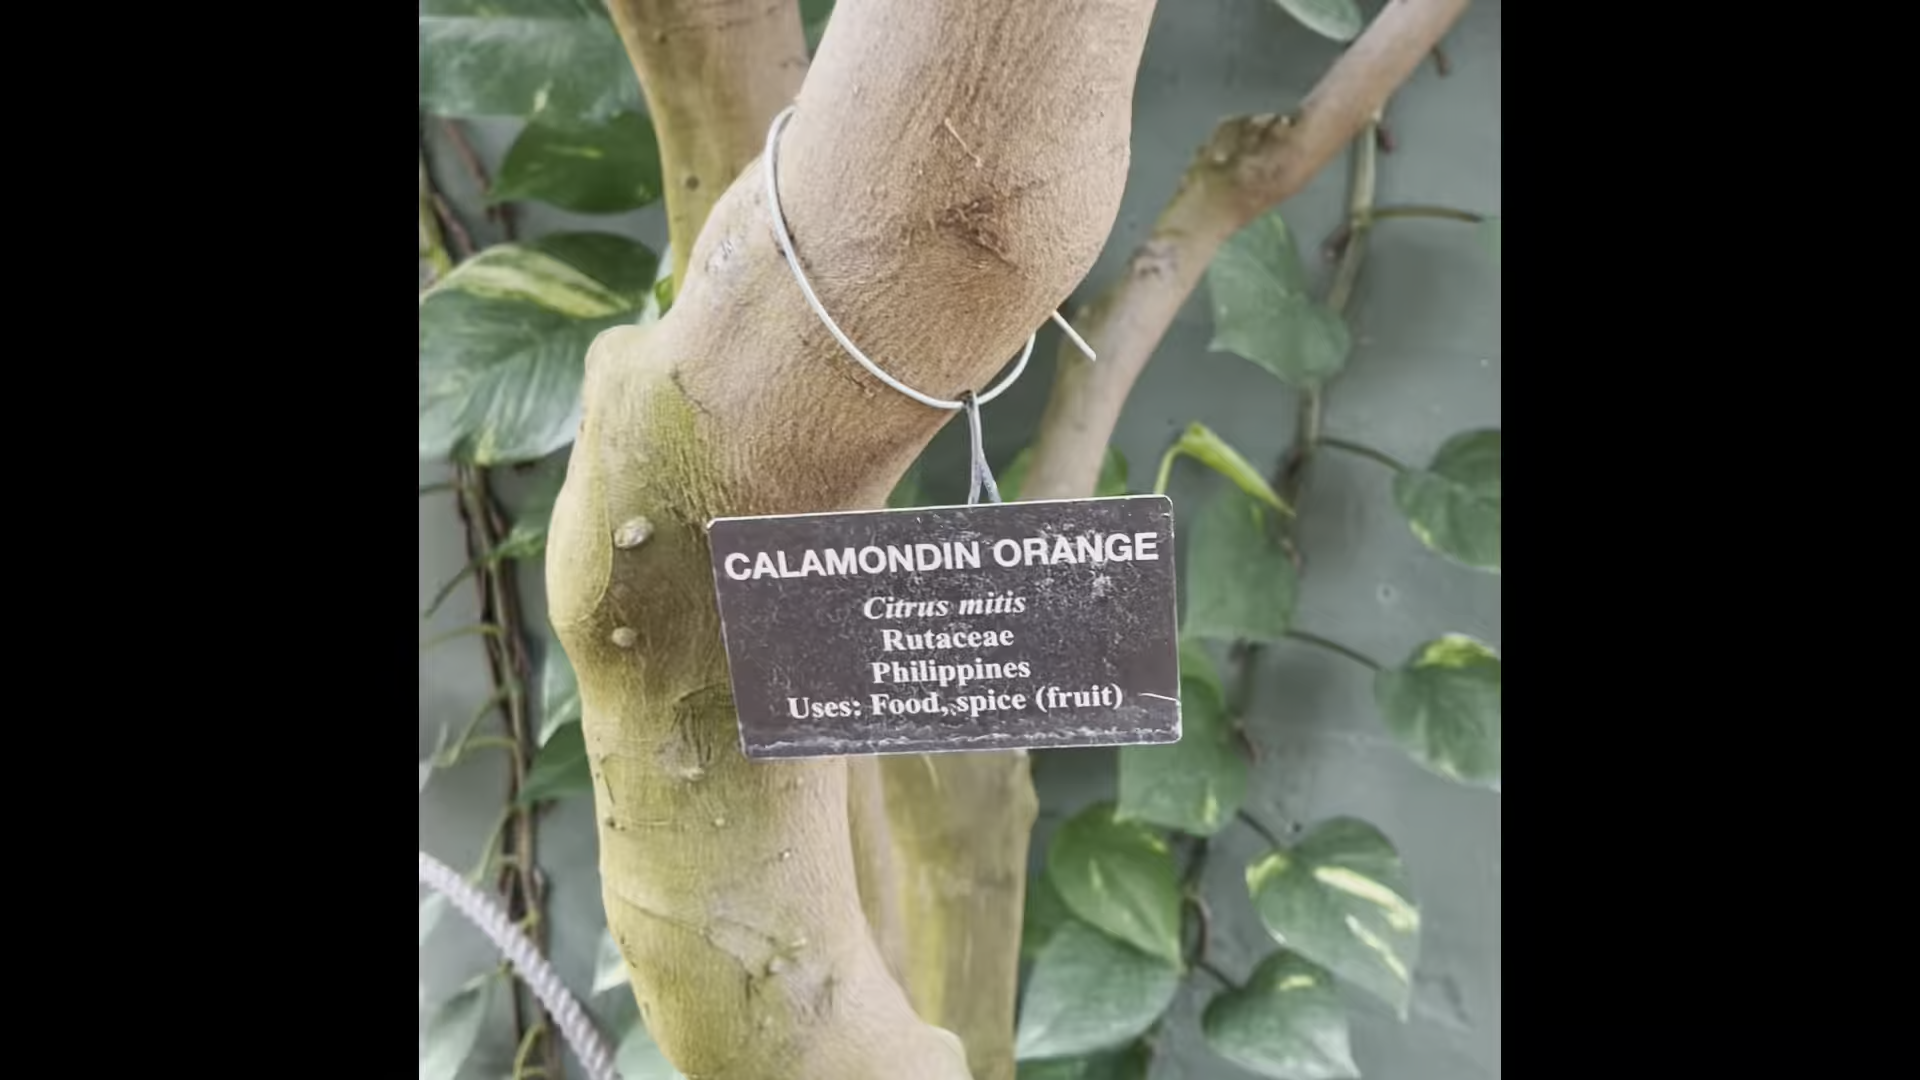 CALAMONDIN ORANGE
Citrus mitis
Rutaceae
Philippines
Uses: Food, spice (fruit)